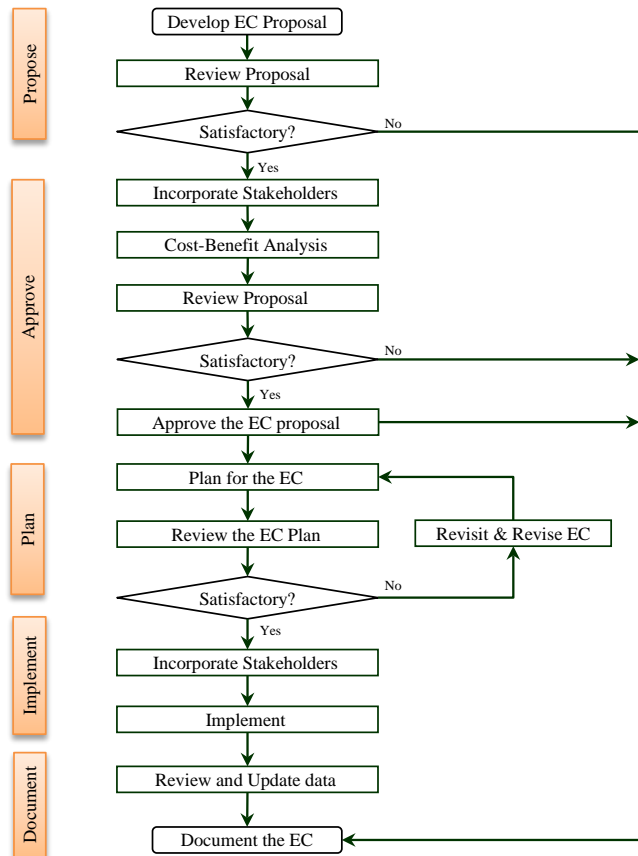 Propose
Develop EC Proposal
Review Proposal
Satisfactory?
No
Yes
Approve
Incorporate Stakeholders
Cost-Benefit Analysis
Review Proposal
Satisfactory?
No
Yes
Approve the EC proposal
Plan
Plan for the EC
Review the EC Plan
Revisit & Revise EC
Satisfactory?
No
Yes
Implement
Incorporate Stakeholders
Implement
Document
Review and Update data
Document the EC